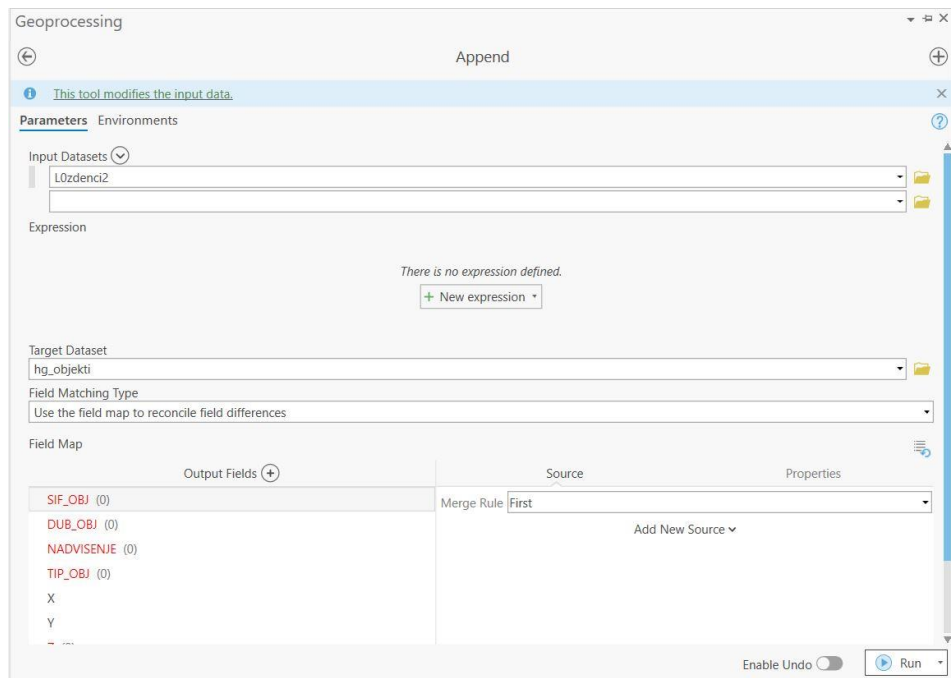 Geoprocessing
Append
This tool modifies the input data.
Parameters Environments
Input Datasets
L0zdenci2
Expression
There is no expression defined.
+ New expression
Target Dataset
hg_objekti
Field Matching Type
Use the field map to reconcile field differences
Field Map
Output Fields Source Properties
SIF_OBJ (0)
Merge Rule First
DUB_OBJ (0)
Add New Source
NADVISENJE (0)
TIP_OBJ (0)
X
Y
Enable Undo Run